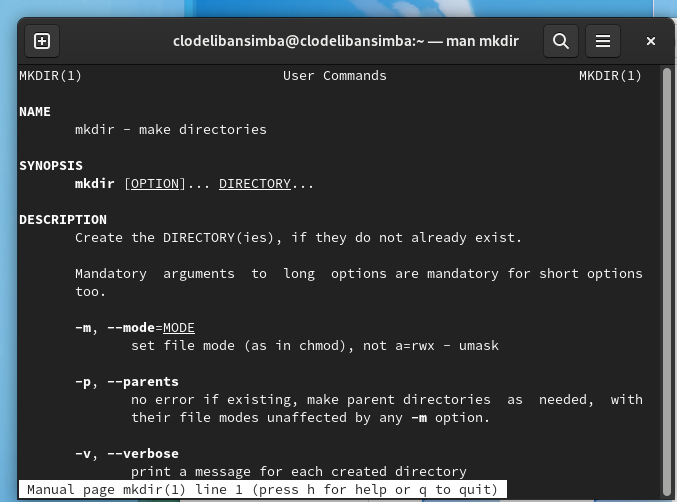 clodelibansimba@clodelibansimba:~ — man mkdir
MKDIR(1) User Commands MKDIR(1)
NAME
mkdir - make directories
SYNOPSIS
mkdir [OPTION]... DIRECTORY...
DESCRIPTION
Create the DIRECTORY(ies), if they do not already exist.
Mandatory arguments to long options are mandatory for short options
too.
-m, --mode=MODE
set file mode (as in chmod), not a=rwx - umask
-p, --parents
no error if existing, make parent directories as needed, with
their file modes unaffected by any -m option.
-v, --verbose
print a message for each created directory
Manual page mkdir(1) line 1 (press h for help or q to quit)